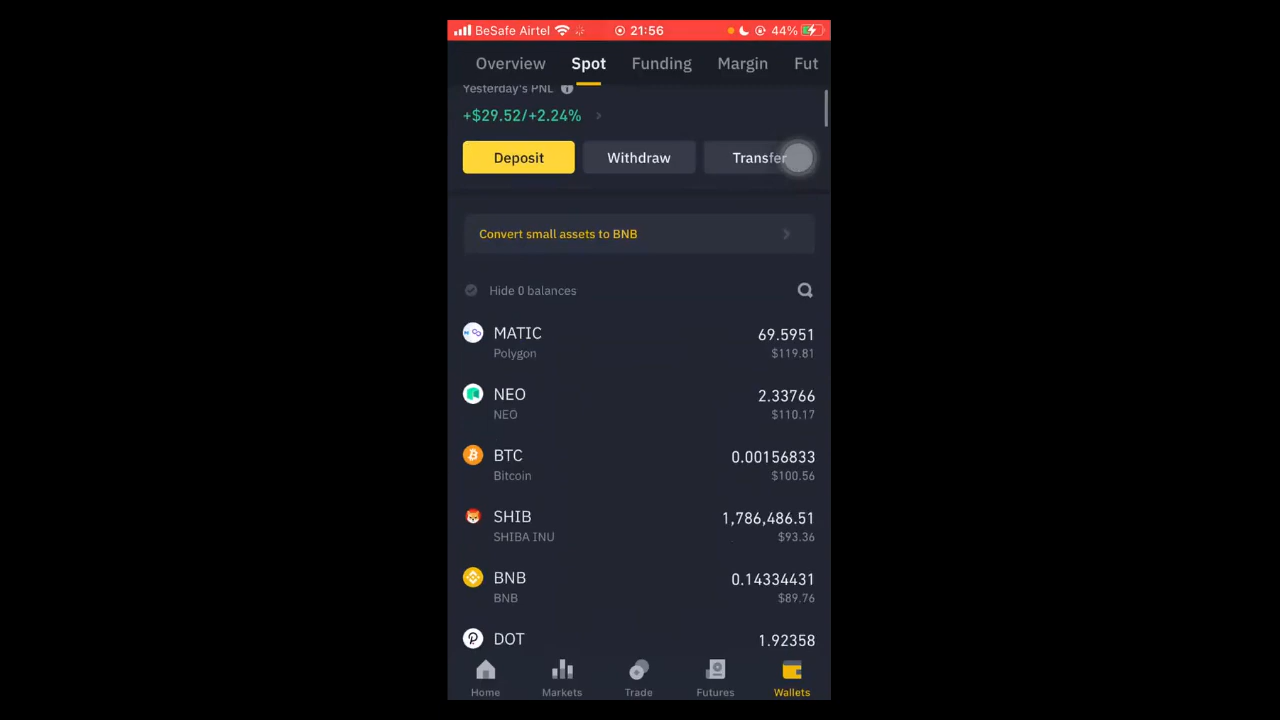 BeSafe Airtel 21:56 44%
Overview Spot Funding Margin Fut
Yesterday's PNL
+$29.52/+2.24%
Deposit Withdraw Transfer
Convert small assets to BNB
Hide 0 balances
MATIC 69.5951
Polygon $119.81
NEO 2.33766
NEO $110.17
BTC 0.00156833
Bitcoin $100.56
SHIB 1,786,486.51
SHIBA INU $93.36
BNB 0.14334431
BNB $89.76
DOT 1.92358
Home Markets Trade Futures Wallets